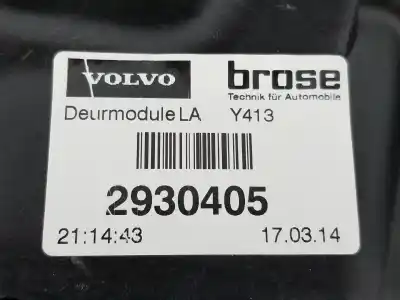 VOLVO brose
Technik für Automobile
Deurmodule LA Y413
2930405
21:14:43 17.03.14